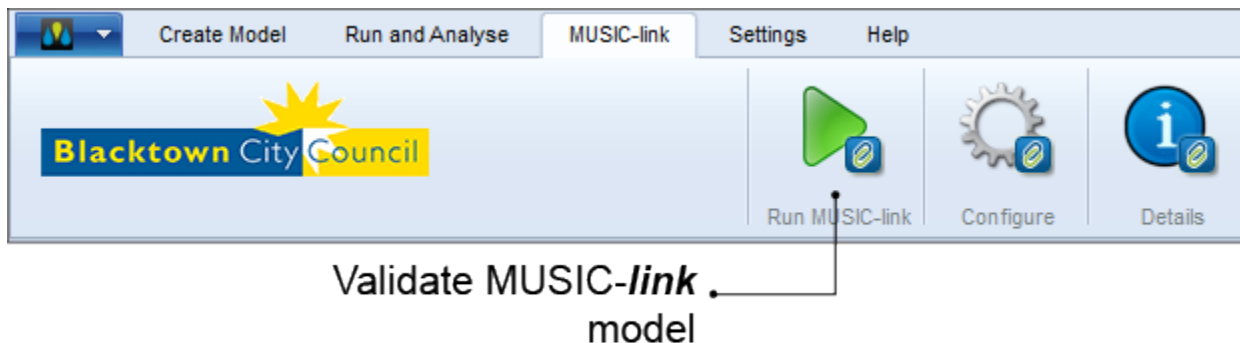 Create Model Run and Analyse MUSIC-link Settings Help
Blacktown City Council
Run MUSIC-link Configure Details
Validate MUSIC-link
model